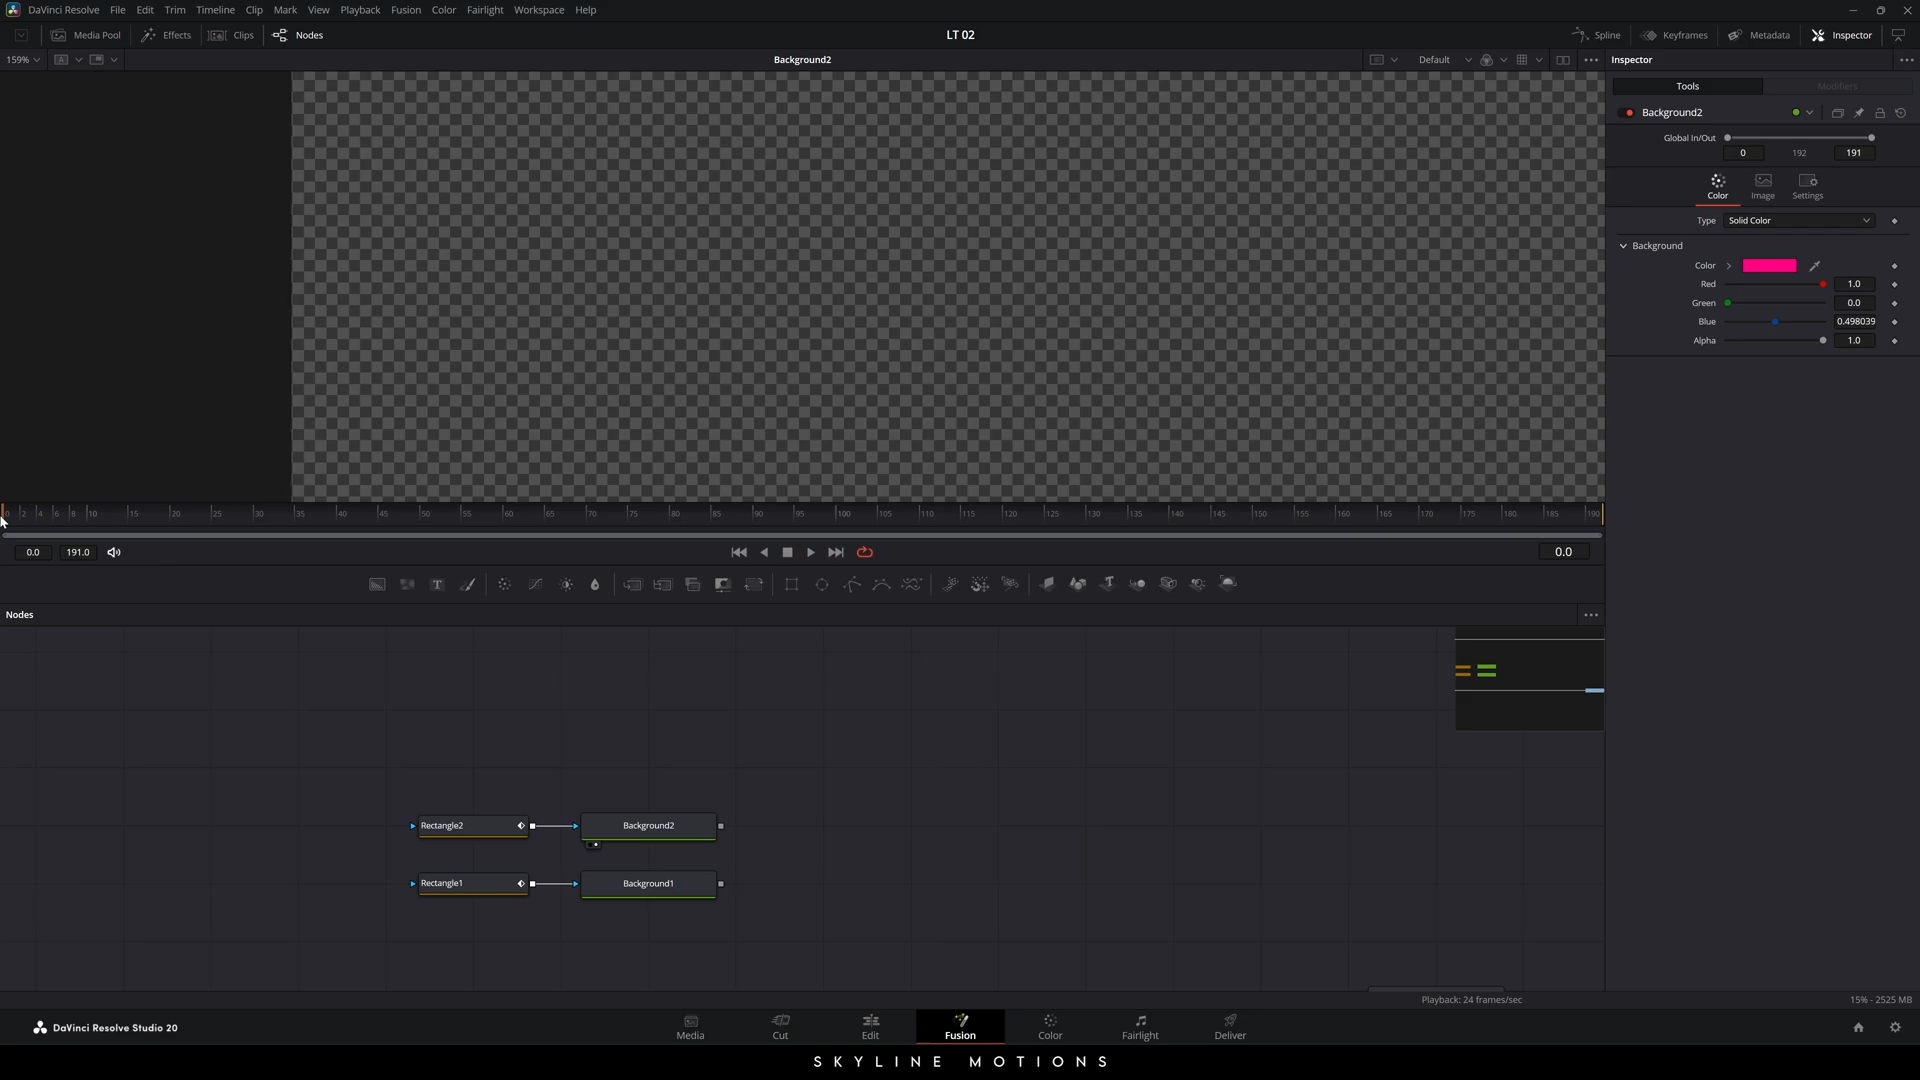 DaVinci Resolve File Edit Trim Timeline Clip Mark View Playback Fusion Color Fairlight Workspace Help
Media Pool Effects Clips Nodes LT 02 Spline Keyframes Metadata Inspector
159% Background2 Default Inspector
Tools Modifiers
Background2
Global In/Out
0 192 191
Color Image Settings
Type Solid Color
Background
Color
Red 1.0
Green 0.0
Blue 0.498039
Alpha 1.0
0 2 4 6 8 10 15 20 25 30 35 40 45 50 55 60 65 70 75 80 85 90 95 100 105 110 115 120 125 130 135 140 145 150 155 160 165 170 175 180 185 190
0.0 191.0 0.0
Nodes
Rectangle2 Background2
Rectangle1 Background1
Playback: 24 frames/sec 15% - 2525 MB
DaVinci Resolve Studio 20 Media Cut Edit Fusion Color Fairlight Deliver
SKYLINE MOTIONS